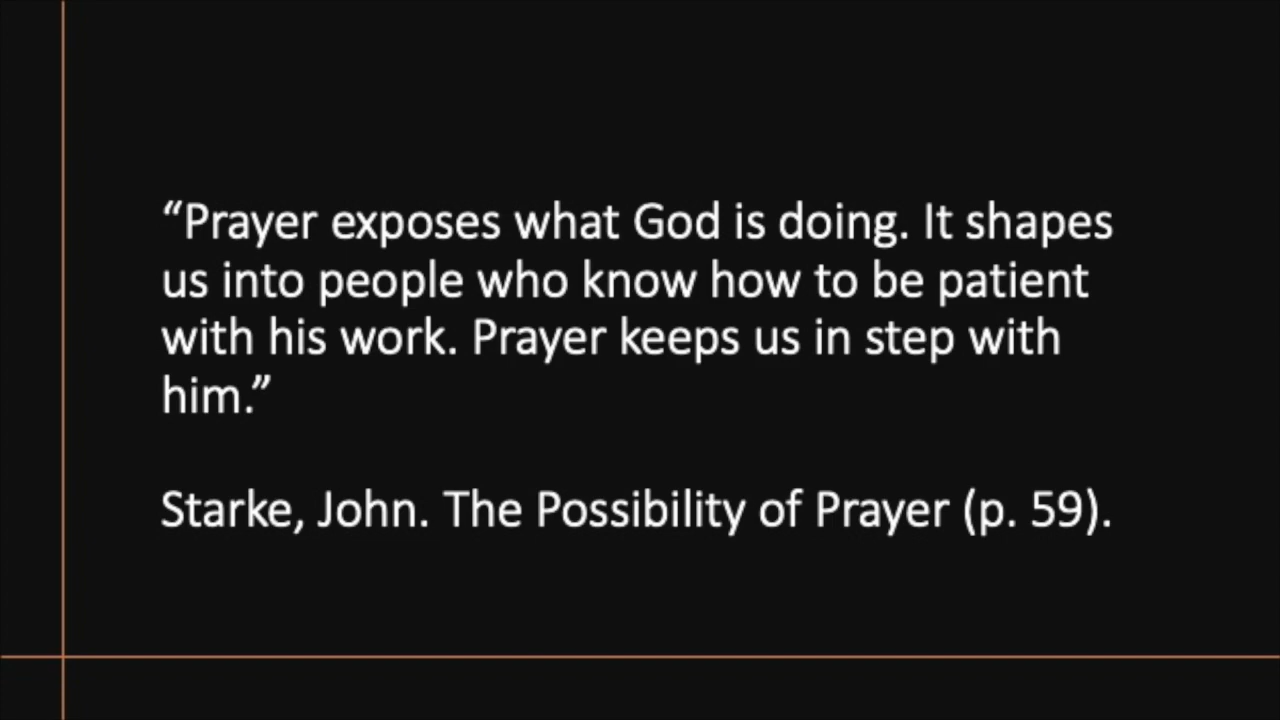 “Prayer exposes what God is doing. It shapes
us into people who know how to be patient
with his work. Prayer keeps us in step with
him.”
Starke, John. The Possibility of Prayer (p. 59).